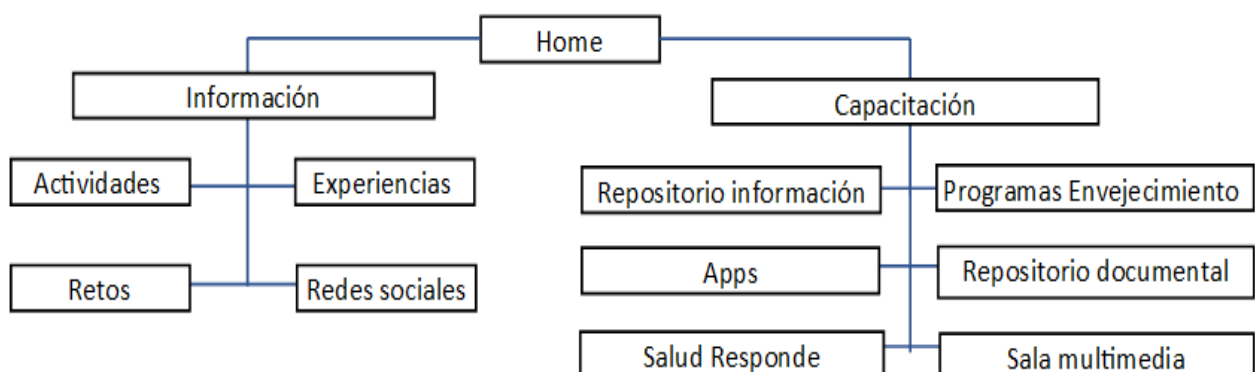 Home
Información
Capacitación
Actividades
Experiencias
Retos
Redes sociales
Repositorio información
Programas Envejecimiento
Apps
Repositorio documental
Salud Responde
Sala multimedia